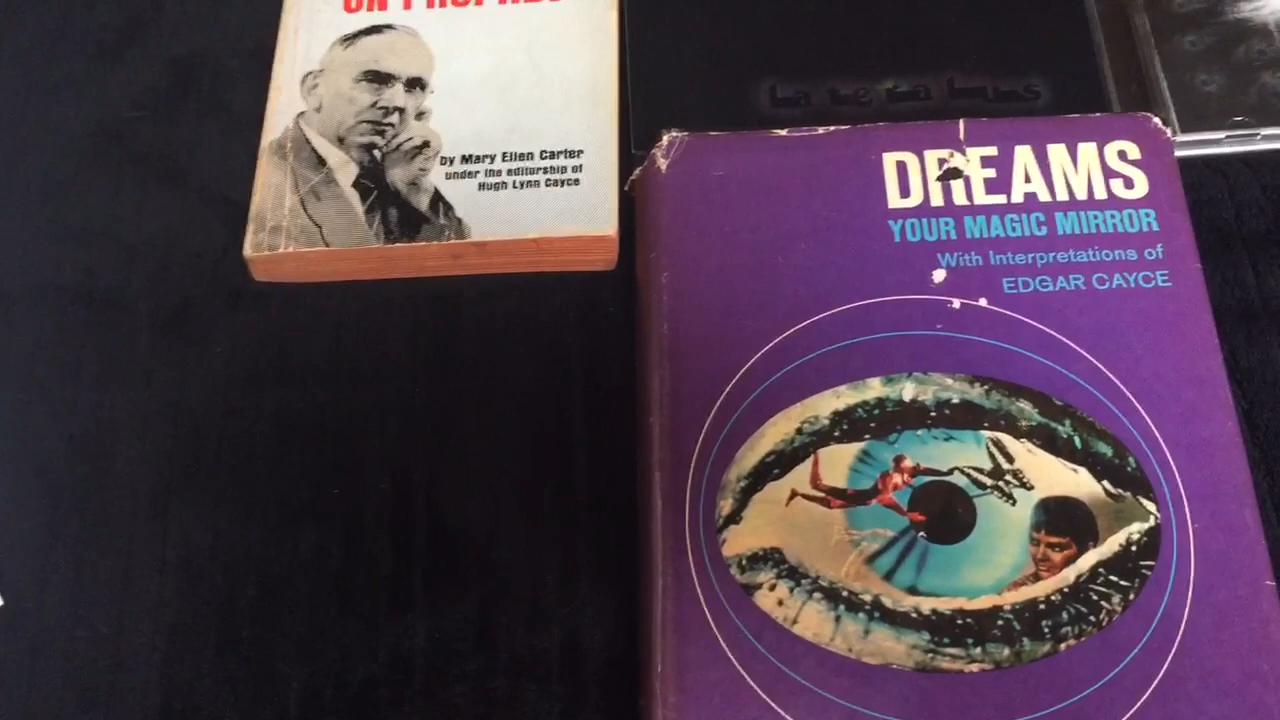 ON PROPHECY
by Mary Ellen Carter
under the editorship of
Hugh Lynn Cayce
lateralus
DREAMS
YOUR MAGIC MIRROR
With Interpretations of
EDGAR CAYCE